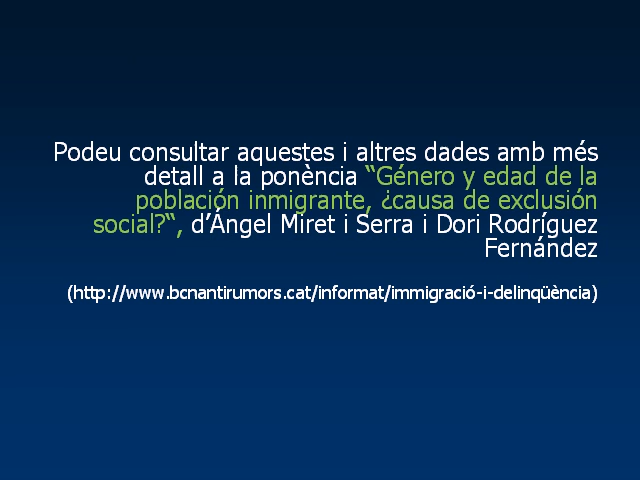 Podeu consultar aquestes i altres dades amb més
detall a la ponència “Género y edad de la
población inmigrante, ¿causa de exclusión
social?“, d’Ángel Miret i Serra i Dori Rodríguez
Fernández
(http://www.bcnantirumors.cat/informat/immigració-i-delinqüència)